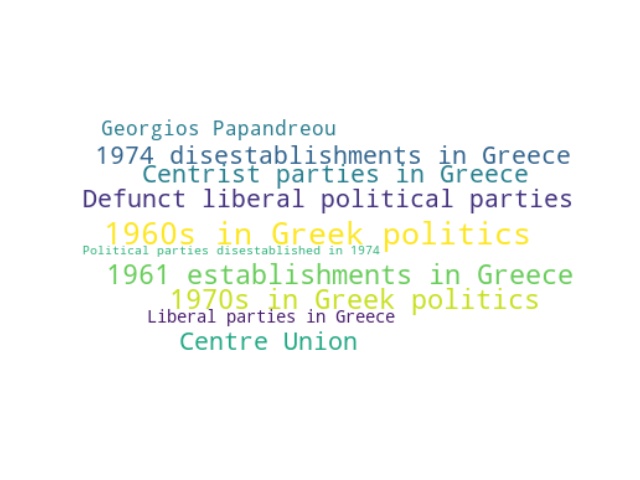 Georgios Papandreou
1974 disestablishments in Greece
Centrist parties in Greece
Defunct liberal political parties
1960s in Greek politics
Political parties disestablished in 1974
1961 establishments in Greece
1970s in Greek politics
Liberal parties in Greece
Centre Union